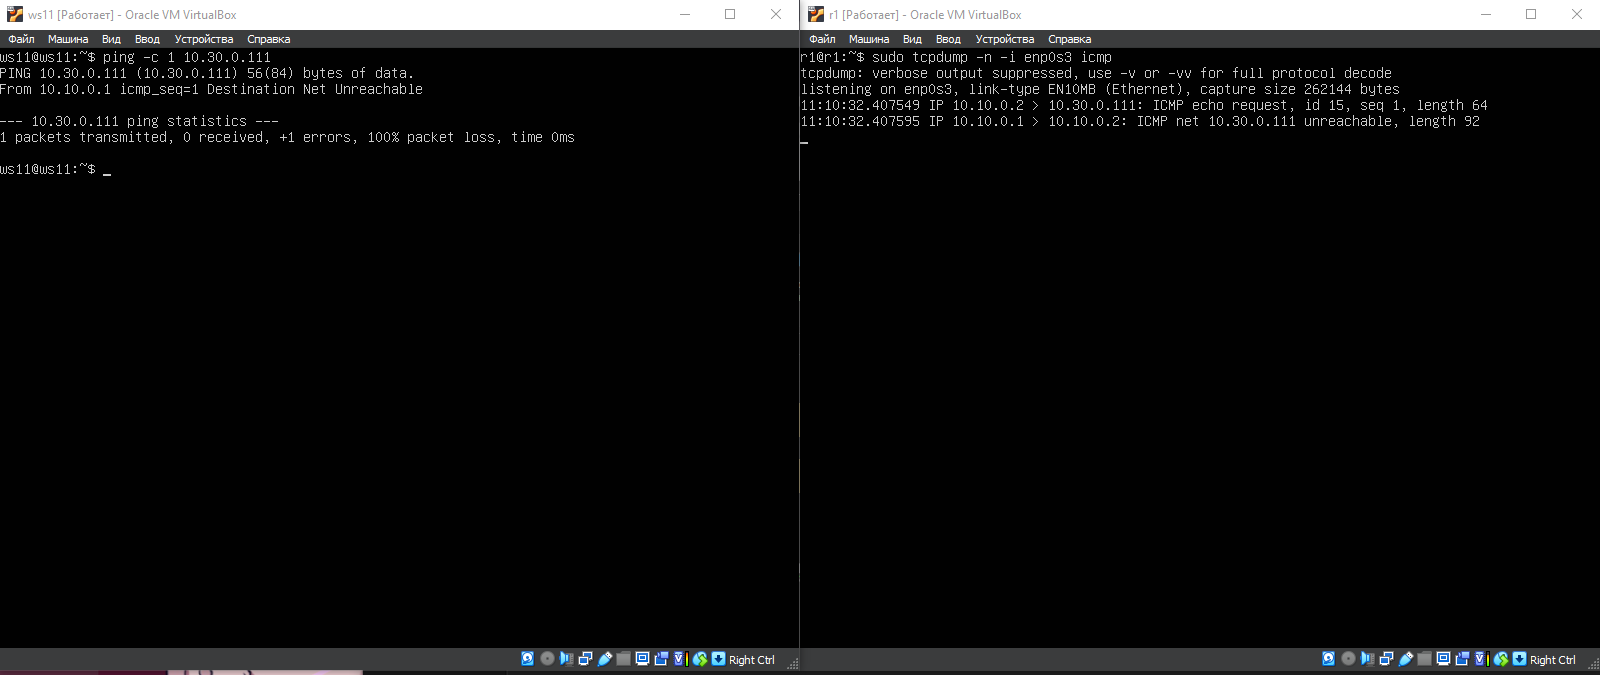 ws11 [Работает] - Oracle VM VirtualBox
Файл Машина Вид Ввод Устройства Справка
ws11@ws11:~$ ping -c 1 10.30.0.111
PING 10.30.0.111 (10.30.0.111) 56(84) bytes of data.
From 10.10.0.1 icmp_seq=1 Destination Net Unreachable
--- 10.30.0.111 ping statistics ---
1 packets transmitted, 0 received, +1 errors, 100% packet loss, time 0ms
ws11@ws11:~$ _
Right Ctrl
r1 [Работает] - Oracle VM VirtualBox
Файл Машина Вид Ввод Устройства Справка
r1@r1:~$ sudo tcpdump -n -i enp0s3 icmp
tcpdump: verbose output suppressed, use -v or -vv for full protocol decode
listening on enp0s3, link-type EN10MB (Ethernet), capture size 262144 bytes
11:10:32.407549 IP 10.10.0.2 > 10.30.0.111: ICMP echo request, id 15, seq 1, length 64
11:10:32.407595 IP 10.10.0.1 > 10.10.0.2: ICMP net 10.30.0.111 unreachable, length 92
Right Ctrl